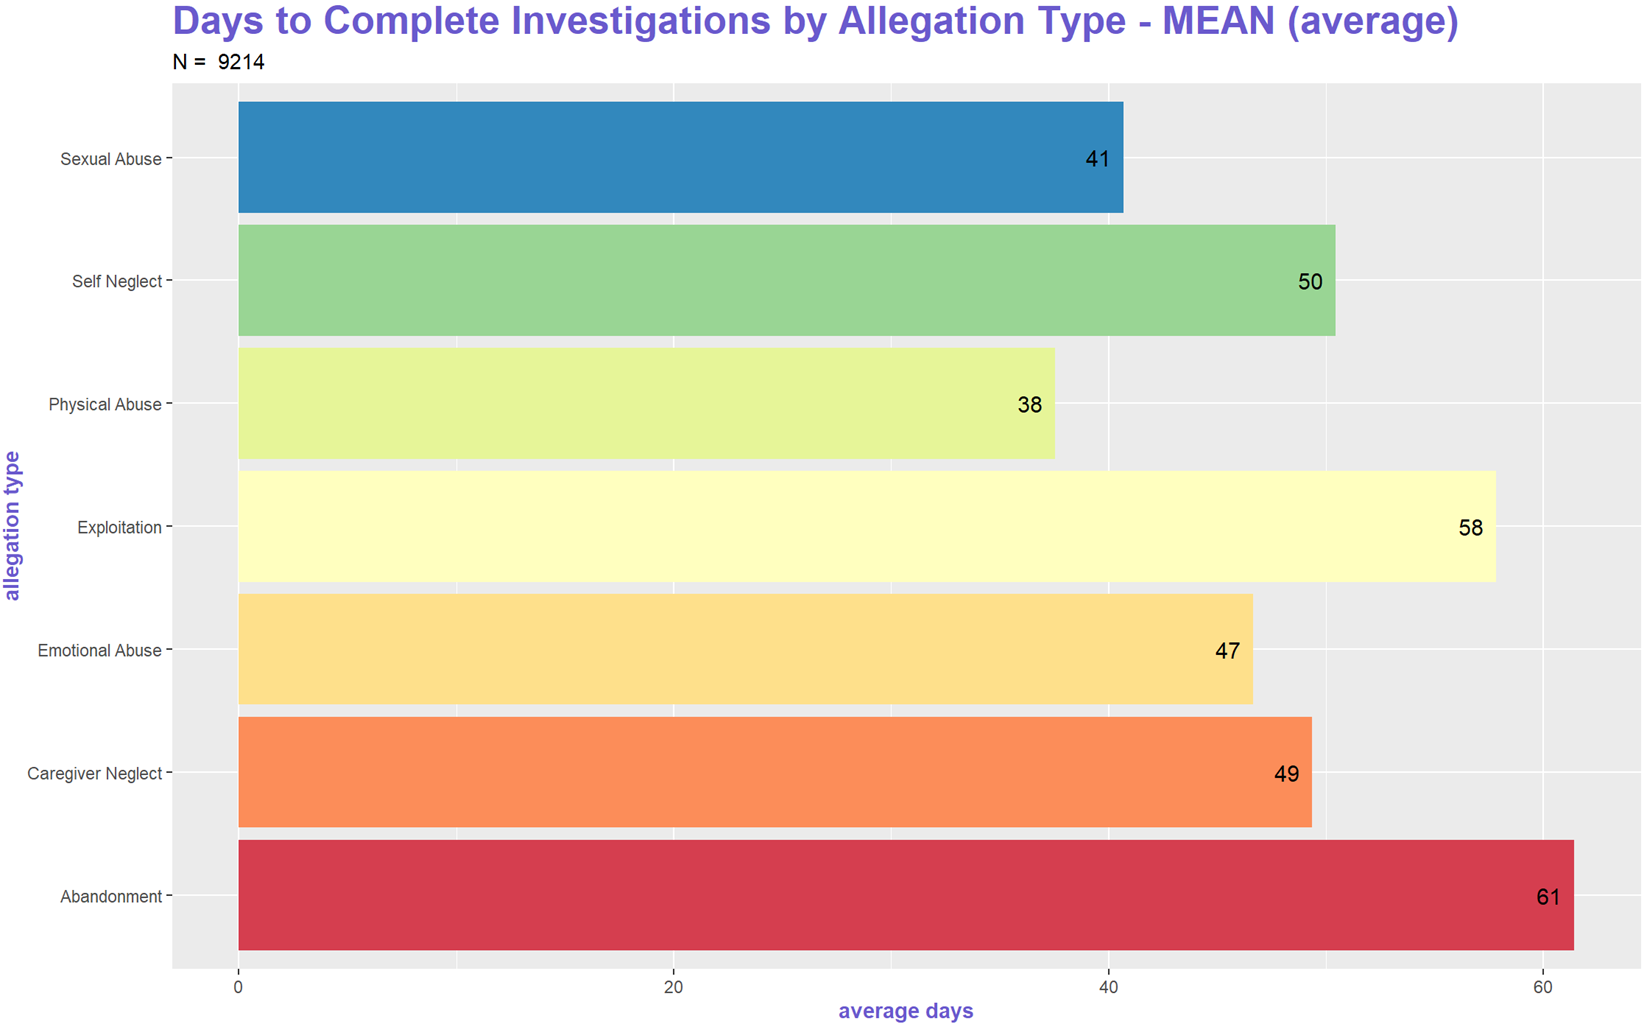 Days to Complete Investigations by Allegation Type - MEAN (average)
N =  9214
allegation type
Sexual Abuse
41
Self Neglect
50
Physical Abuse
38
Exploitation
58
Emotional Abuse
47
Caregiver Neglect
49
Abandonment
61
0 20 40 60
average days